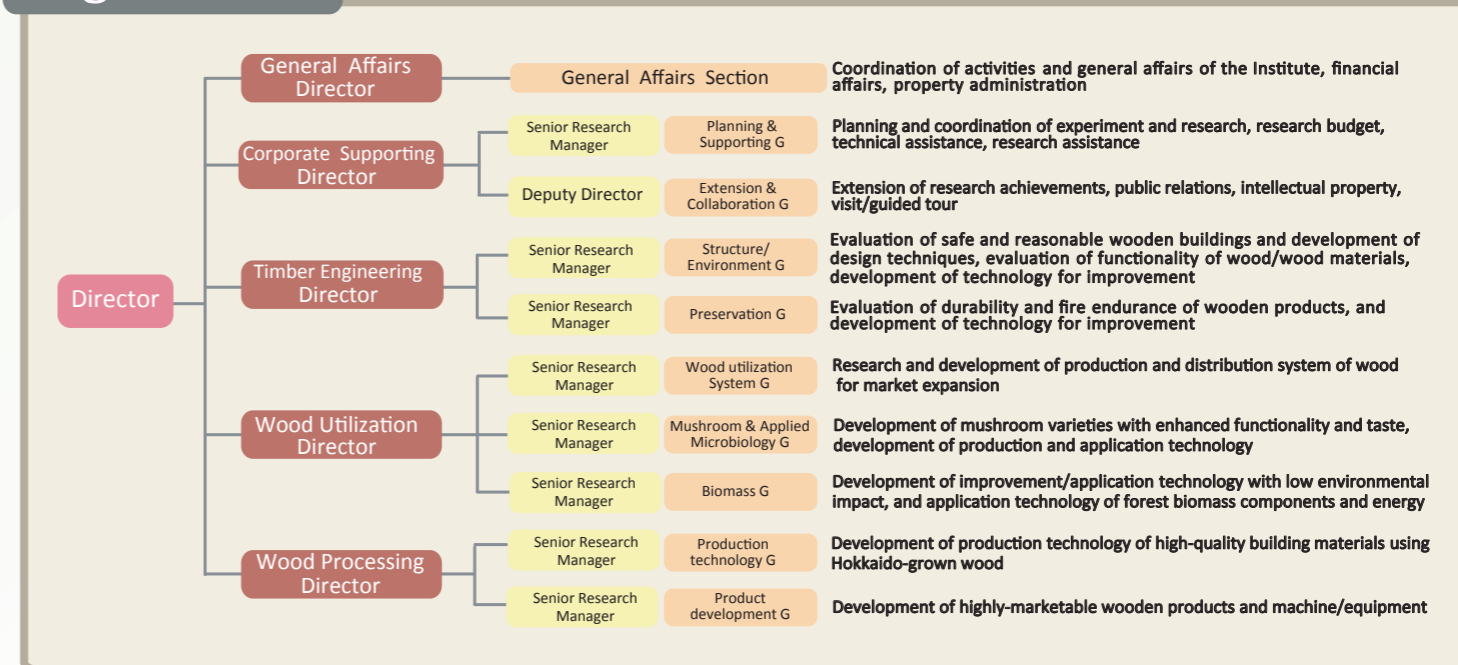 General Affairs
Director
General Affairs Section
Coordination of activities and general affairs of the Institute, financial
affairs, property administration
Corporate Supporting
Director
Senior Research
Manager
Planning &
Supporting G
Planning and coordination of experiment and research, research budget,
technical assistance, research assistance
Deputy Director
Extension &
Collaboration G
Extension of research achievements, public relations, intellectual property,
visit/guided tour
Director
Timber Engineering
Director
Senior Research
Manager
Structure/
Environment G
Evaluation of safe and reasonable wooden buildings and development of
design techniques, evaluation of functionality of wood/wood materials,
development of technology for improvement
Senior Research
Manager
Preservation G
Evaluation of durability and fire endurance of wooden products, and
development of technology for improvement
Wood Utilization
Director
Senior Research
Manager
Wood utilization
System G
Research and development of production and distribution system of wood
for market expansion
Senior Research
Manager
Mushroom & Applied
Microbiology G
Development of mushroom varieties with enhanced functionality and taste,
development of production and application technology
Senior Research
Manager
Biomass G
Development of improvement/application technology with low environmental
impact, and application technology of forest biomass components and energy
Wood Processing
Director
Senior Research
Manager
Production
technology G
Development of production technology of high-quality building materials using
Hokkaido-grown wood
Senior Research
Manager
Product
development G
Development of highly-marketable wooden products and machine/equipment